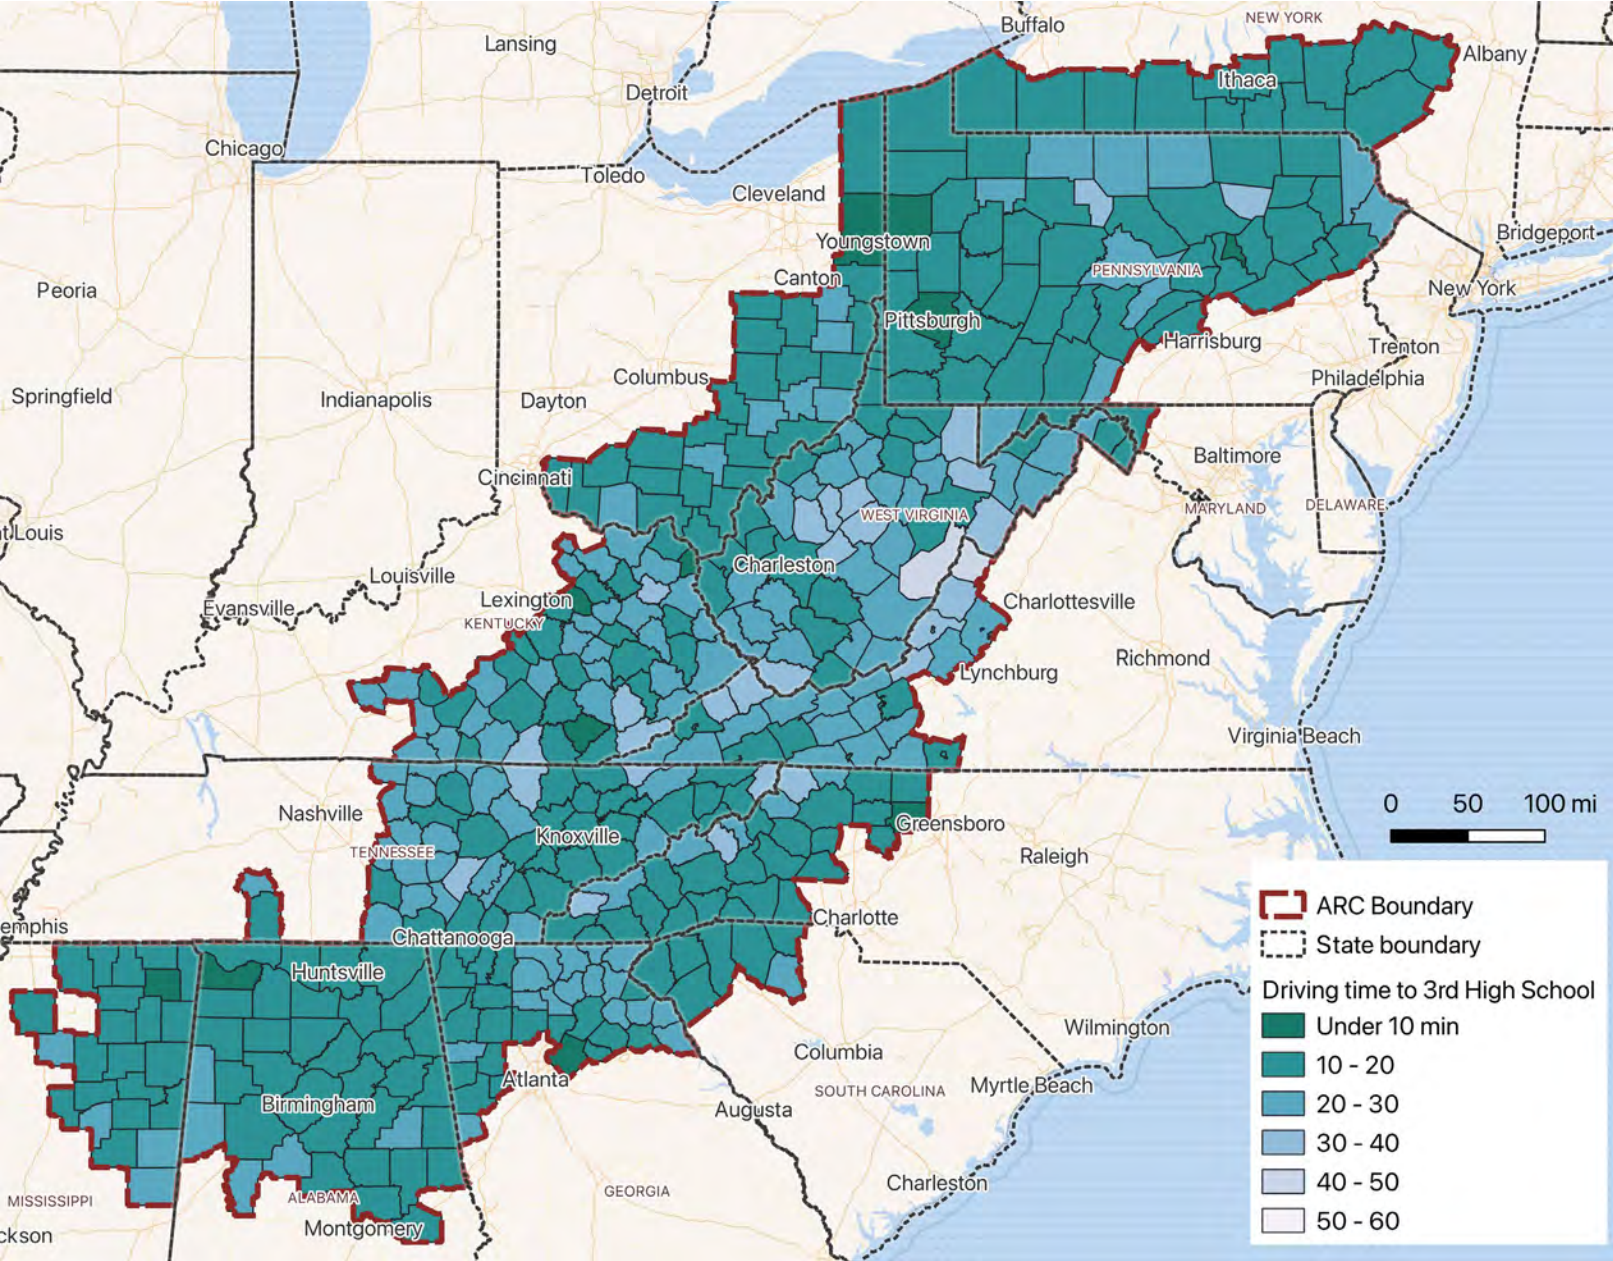 Buffalo
NEW YORK
Lansing
Albany
Ithaca
Detroit
Chicago
Toledo
Cleveland
Bridgeport
Youngstown
PENNSYLVANIA
Canton
Peoria
New York
Pittsburgh
Harrisburg
Trenton
Columbus
Philadelphia
Springfield
Indianapolis
Dayton
Baltimore
Cincinnati
MARYLAND
DELAWARE
WEST VIRGINIA
t Louis
Charleston
Louisville
Lexington
Charlottesville
Evansville
KENTUCKY
Richmond
Lynchburg
Virginia Beach
0 50 100 mi
Nashville
Greensboro
Knoxville
TENNESSEE
Raleigh
ARC Boundary
Charlotte
emphis
Chattanooga
State boundary
Huntsville
Driving time to 3rd High School
Under 10 min
Wilmington
Columbia
10 - 20
Atlanta
SOUTH CAROLINA
Myrtle Beach
Birmingham
Augusta
20 - 30
30 - 40
Charleston
40 - 50
GEORGIA
ALABAMA
MISSISSIPPI
Montgomery
50 - 60
ckson